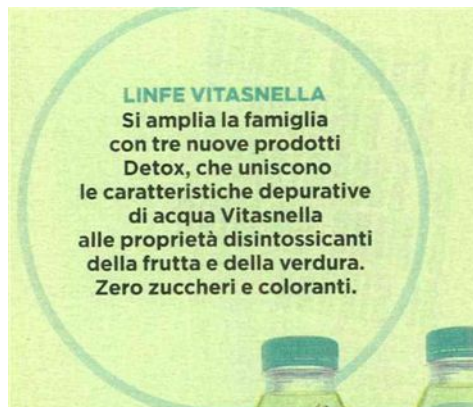 LINFE VITASNELLA
Si amplia la famiglia
con tre nuove prodotti
Detox, che uniscono
le caratteristiche depurative
di acqua Vitasnella
alle proprietà disintossicanti
della frutta e della verdura.
Zero zuccheri e coloranti.